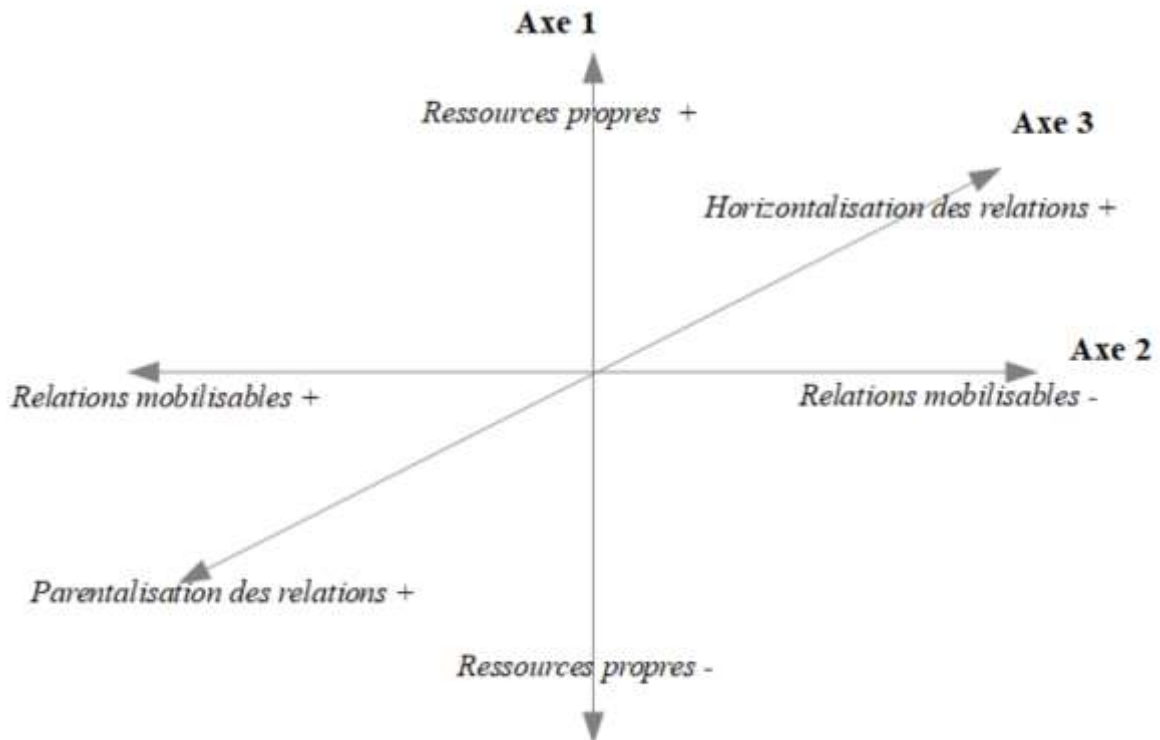 Axe 1
Ressources propres +
Axe 3
Horizontalisation des relations +
Axe 2
Relations mobilisables +
Relations mobilisables -
Parentalisation des relations +
Ressources propres -